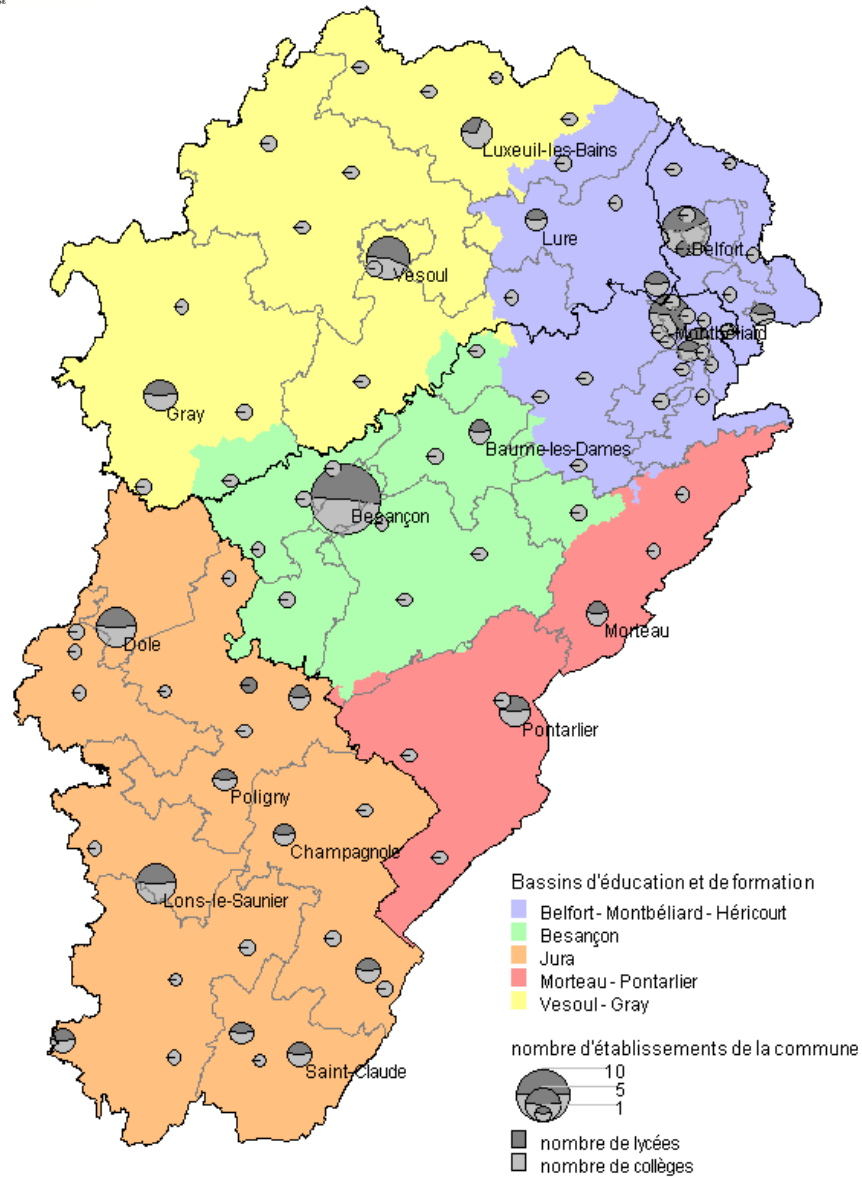 Luxeuil-les-Bains
Lure
Belfort
Vesoul
Montbéliard
Gray
Baume-les-Dames
Besançon
Dole
Morteau
Pontarlier
Poligny
Champagnole
Lons-le-Saunier
Saint-Claude
Bassins d'éducation et de formation
Belfort - Montbéliard - Héricourt
Besançon
Jura
Morteau - Pontarlier
Vesoul - Gray
nombre d'établissements de la commune
10
5
1
nombre de lycées
nombre de collèges